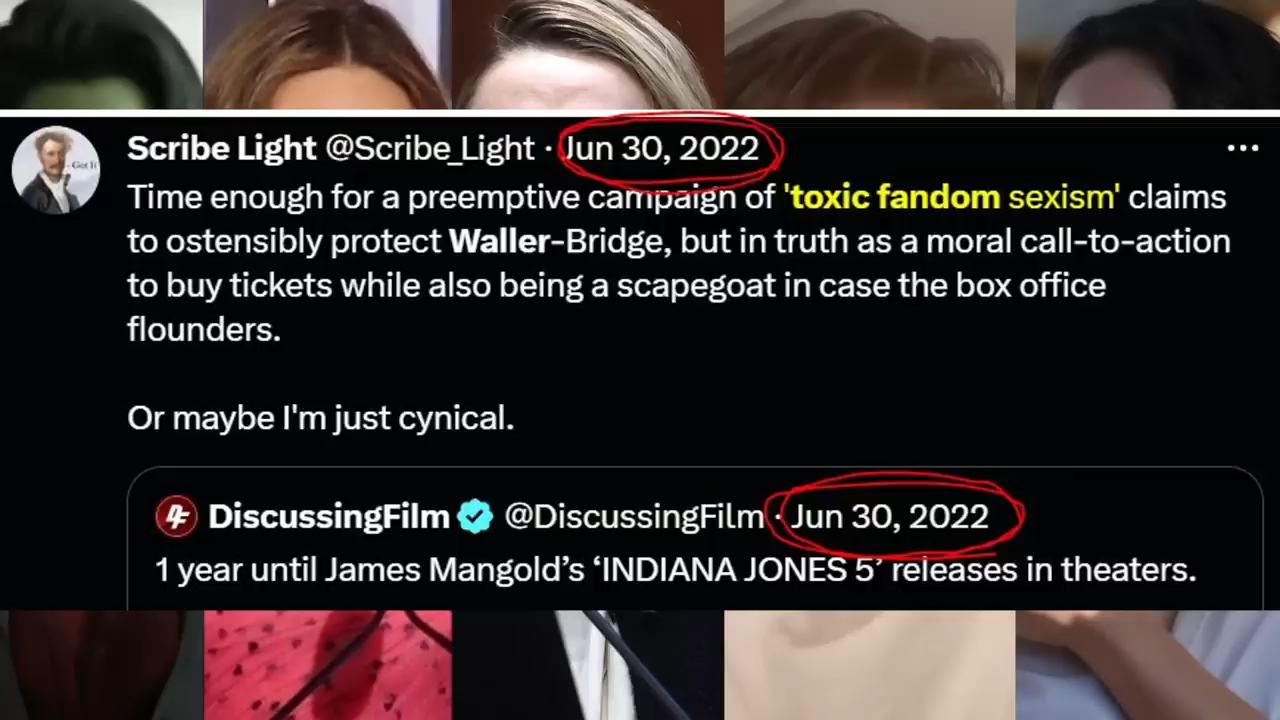 Scribe Light @Scribe_Light · Jun 30, 2022
Time enough for a preemptive campaign of 'toxic fandom sexism' claims
to ostensibly protect Waller-Bridge, but in truth as a moral call-to-action
to buy tickets while also being a scapegoat in case the box office
flounders.
Or maybe I'm just cynical.
DiscussingFilm @DiscussingFilm · Jun 30, 2022
1 year until James Mangold's ‘INDIANA JONES 5’ releases in theaters.